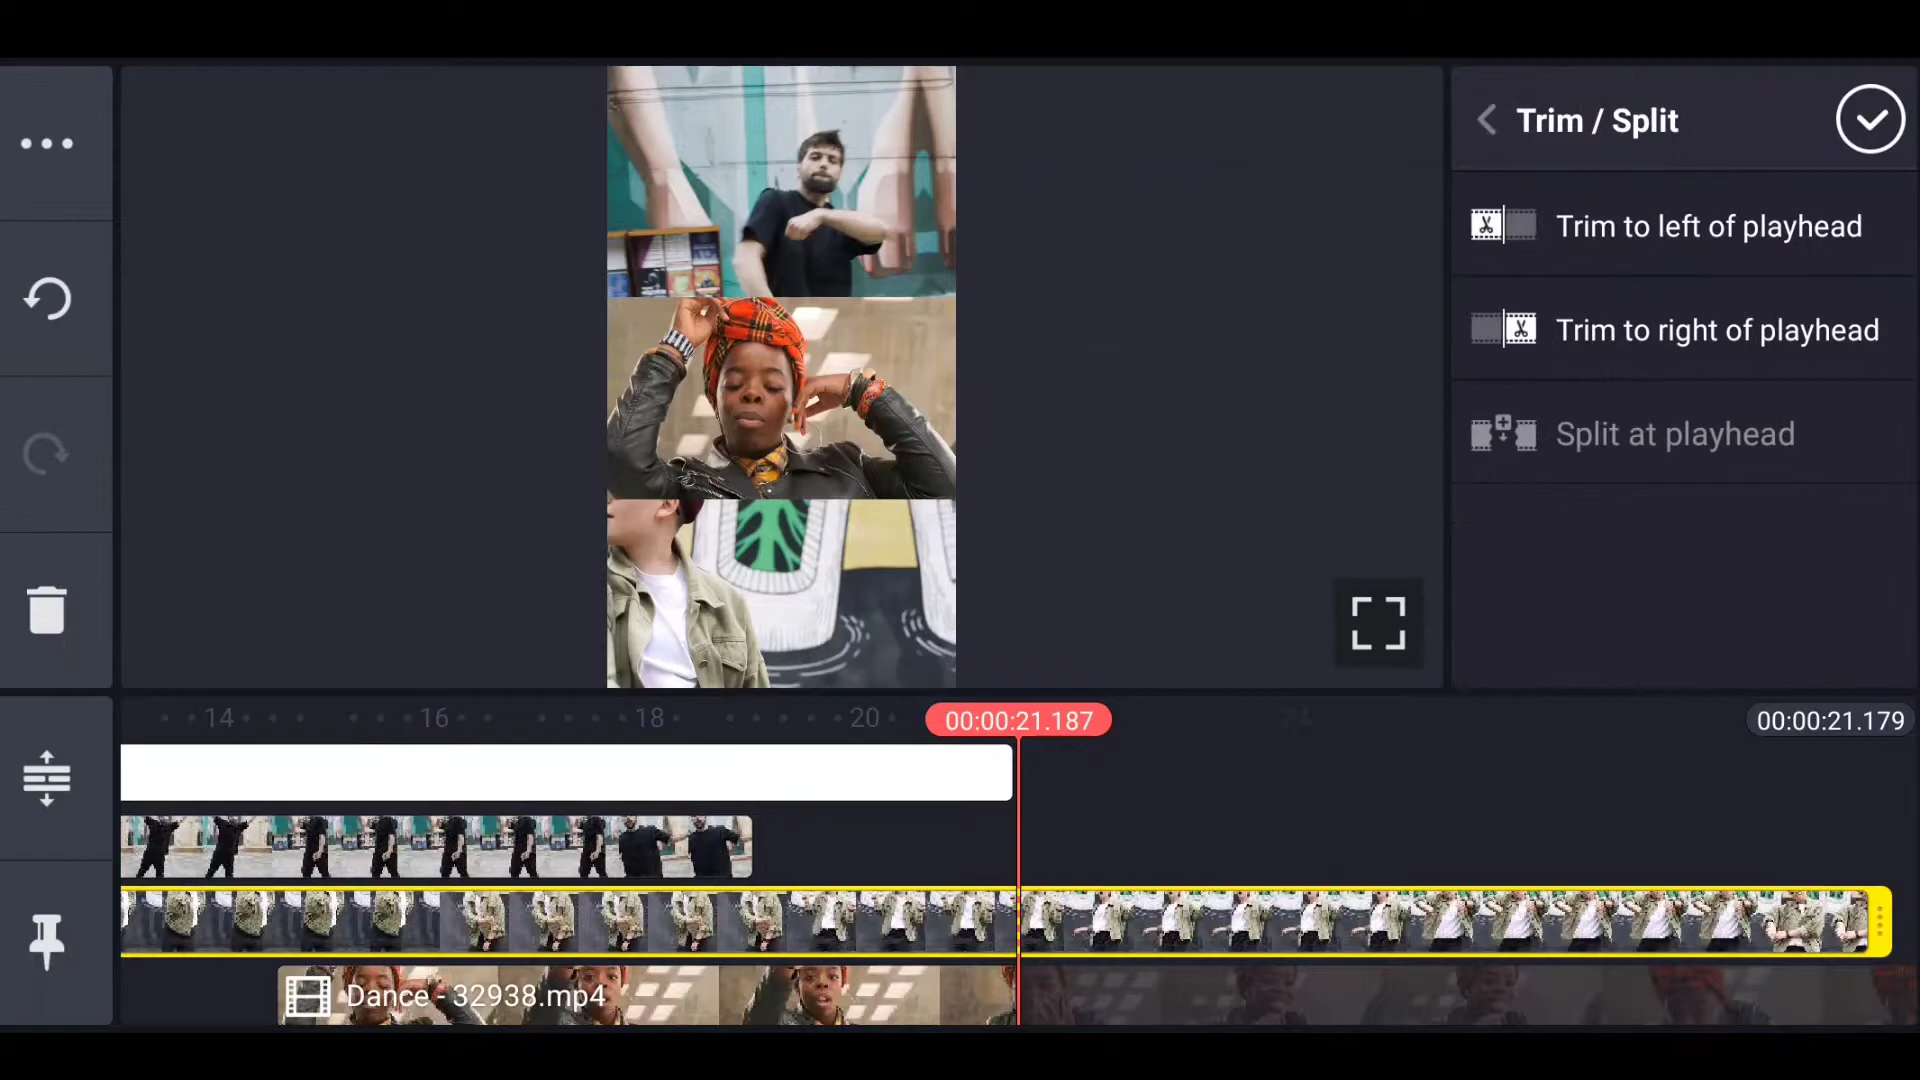 Trim / Split
Trim to left of playhead
Trim to right of playhead
Split at playhead
14
16
18
20
00:00:21.187
24
00:00:21.179
Dance - 32938.mp4